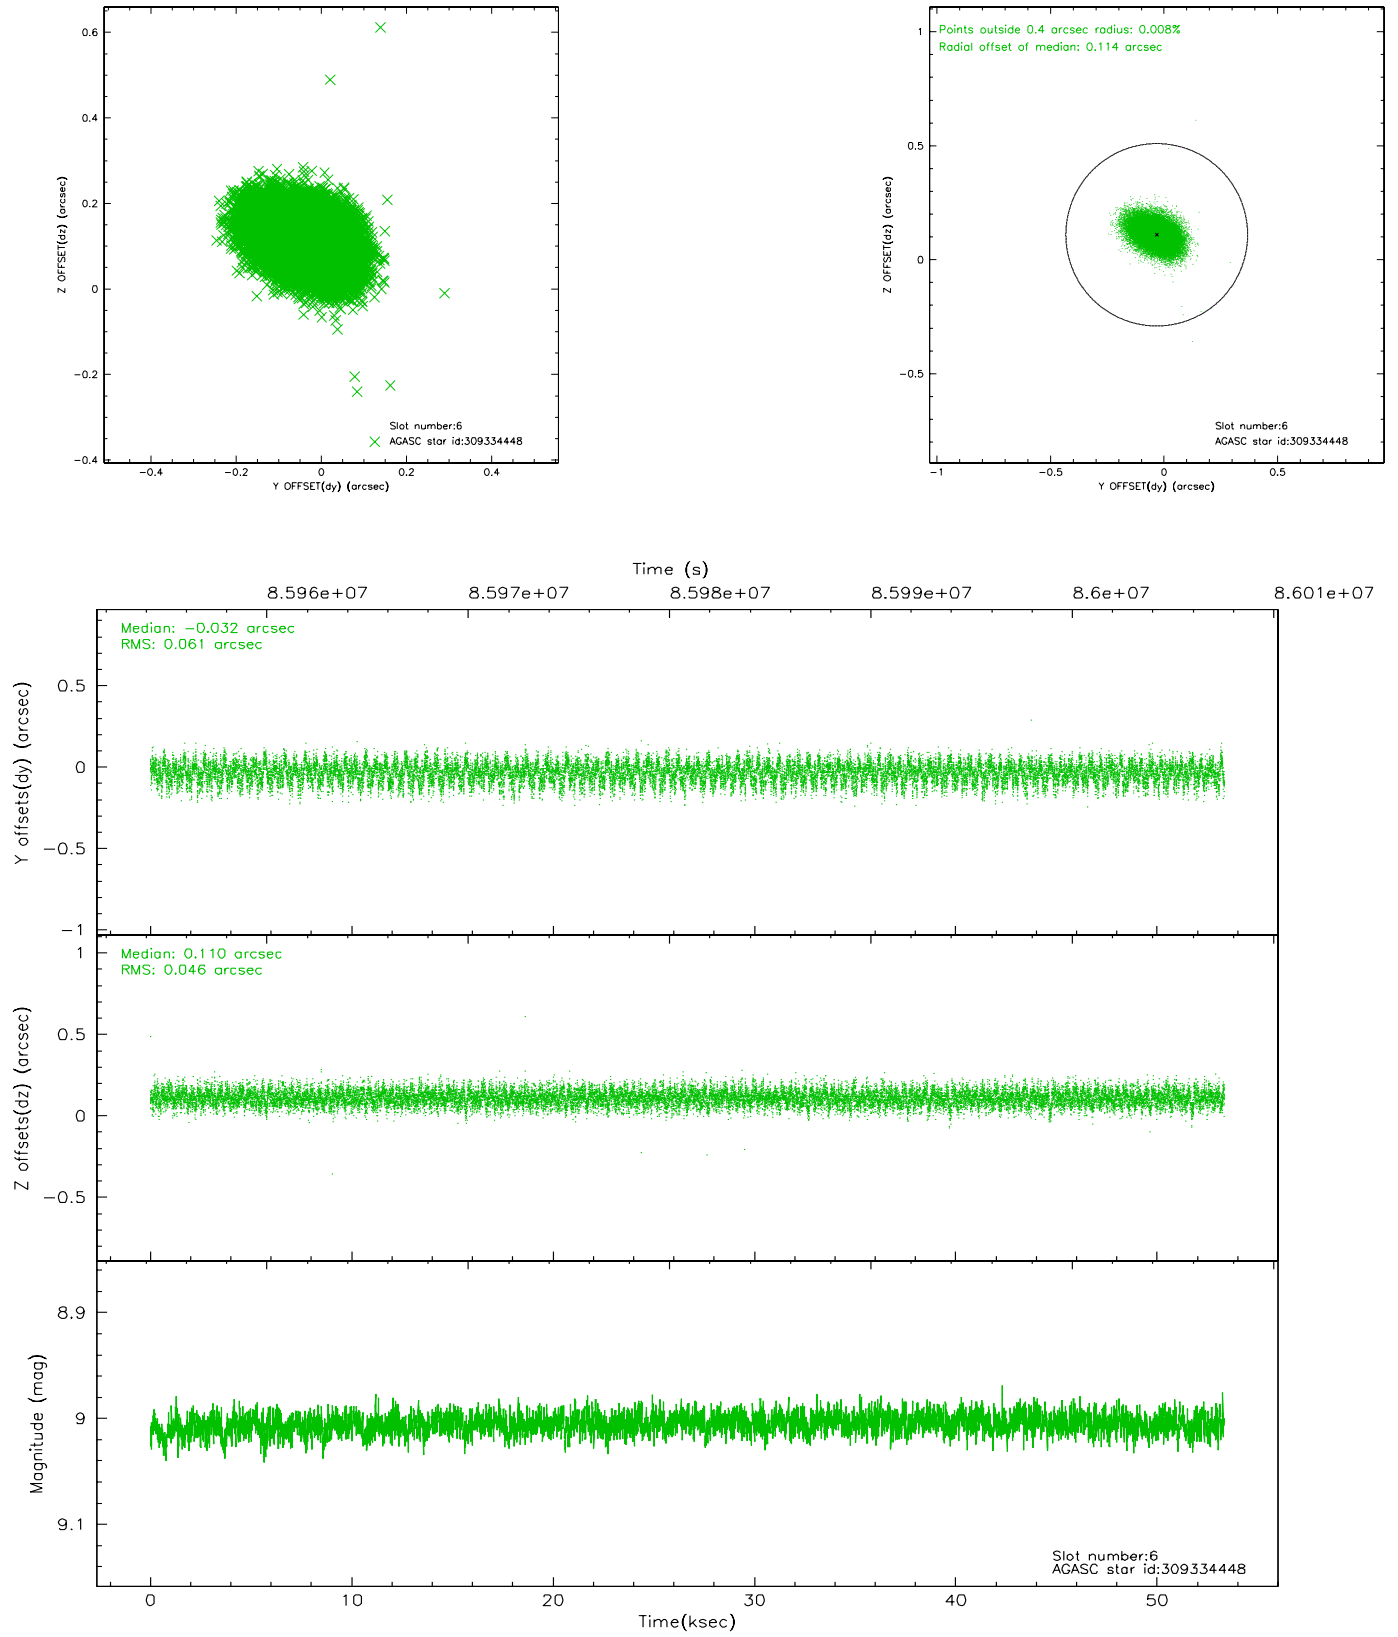 0.6
0.4
0.2
0
−0.2
−0.4
Z OFFSET(dz) (arcsec)
Slot number:6
AGASC star id:309334448
−0.4 −0.2 0 0.2 0.4
Y OFFSET(dy) (arcsec)
Points outside 0.4 arcsec radius: 0.008%
Radial offset of median: 0.114 arcsec
1
0.5
0
−0.5
Z OFFSET(dz) (arcsec)
Slot number:6
AGASC star id:309334448
−1 −0.5 0 0.5
Y OFFSET(dy) (arcsec)
Time (s)
8.596e+07 8.597e+07 8.598e+07 8.599e+07 8.6e+07 8.601e+07
Median: −0.032 arcsec
RMS: 0.061 arcsec
0.5
0
−0.5
−1
Y offsets(dy) (arcsec)
Median: 0.110 arcsec
RMS: 0.046 arcsec
1
0.5
0
−0.5
Z offsets(dz) (arcsec)
8.9
9
9.1
Magnitude (mag)
Slot number:6
AGASC star id:309334448
0 10 20 30 40 50
Time(ksec)